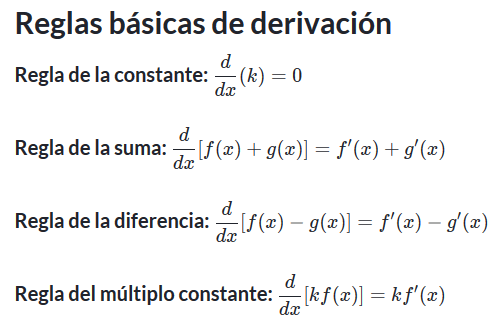 Reglas básicas de derivación
Regla de la constante: \frac{d}{dx}(k) = 0
Regla de la suma: \frac{d}{dx}[f(x) + g(x)] = f'(x) + g'(x)
Regla de la diferencia: \frac{d}{dx}[f(x) − g(x)] = f'(x) − g'(x)
Regla del múltiplo constante: \frac{d}{dx}[kf(x)] = kf'(x)